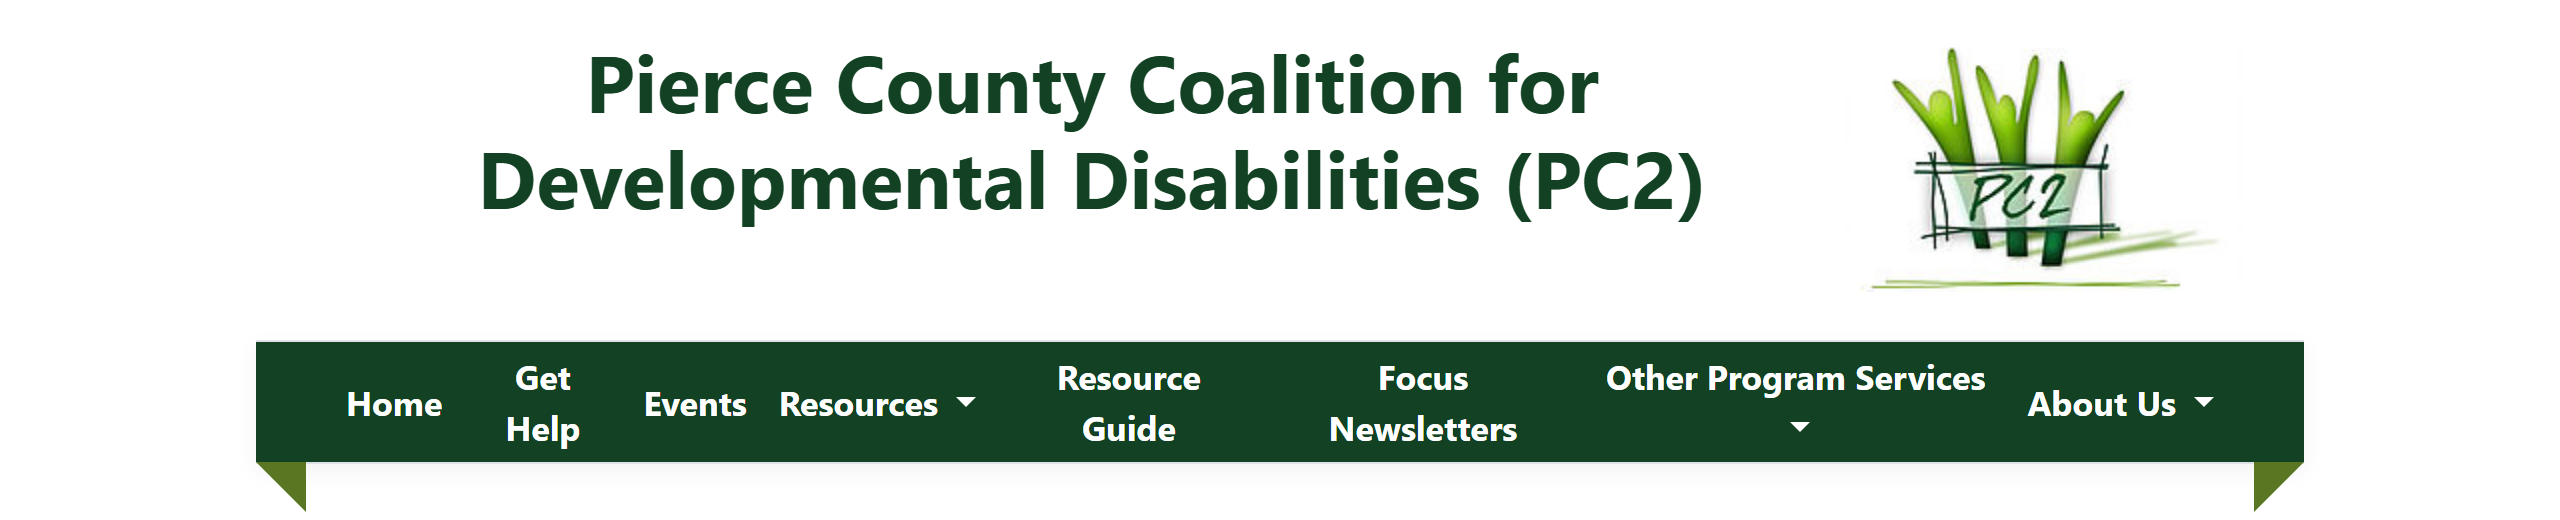 Pierce County Coalition for
Developmental Disabilities (PC2)
PC2
Home
Get
Help
Events
Resources
Resource
Guide
Focus
Newsletters
Other Program Services
About Us